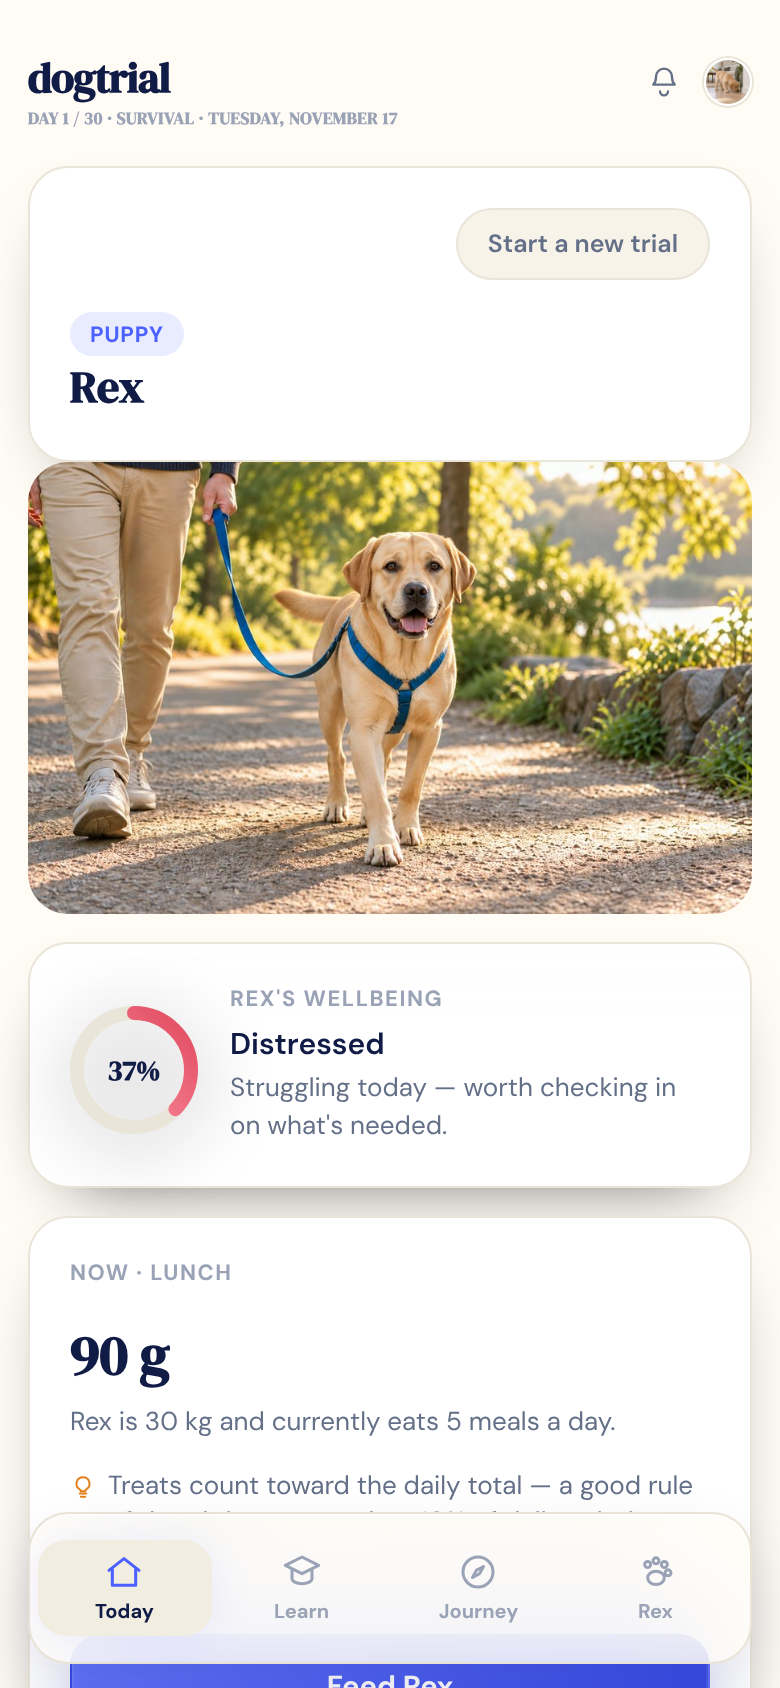 dogtrial
DAY 1 / 30 · SURVIVAL · TUESDAY, NOVEMBER 17
Start a new trial
PUPPY
Rex
REX'S WELLBEING
37%
Distressed
Struggling today — worth checking in
on what's needed.
NOW · LUNCH
90 g
Rex is 30 kg and currently eats 5 meals a day.
Treats count toward the daily total — a good rule
Today
Learn
Journey
Rex
Feed Rex